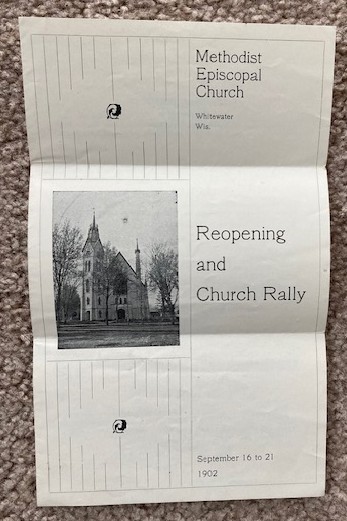 Methodist
Episcopal
Church
Whitewater
Wis.
Reopening
and
Church Rally
September 16 to 21
1902